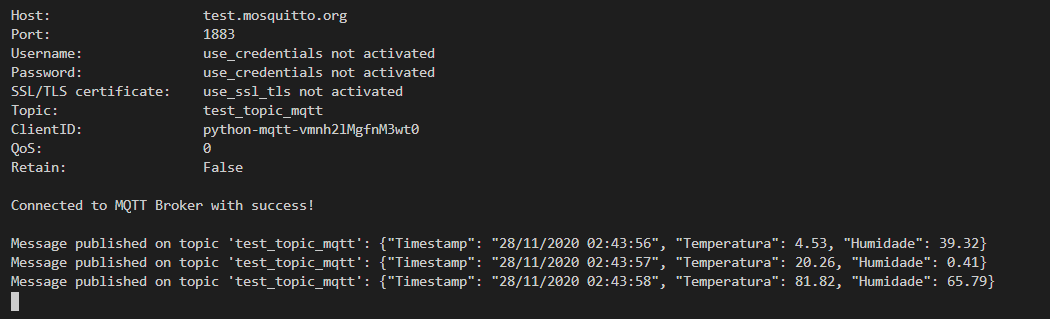 Host: test.mosquitto.org
Port: 1883
Username: use_credentials not activated
Password: use_credentials not activated
SSL/TLS certificate: use_ssl_tls not activated
Topic: test_topic_mqtt
ClientID: python-mqtt-vmnh2lMgfnM3wt0
QoS: 0
Retain: False
Connected to MQTT Broker with success!
Message published on topic 'test_topic_mqtt': {"Timestamp": "28/11/2020 02:43:56", "Temperatura": 4.53, "Humidade": 39.32}
Message published on topic 'test_topic_mqtt': {"Timestamp": "28/11/2020 02:43:57", "Temperatura": 20.26, "Humidade": 0.41}
Message published on topic 'test_topic_mqtt': {"Timestamp": "28/11/2020 02:43:58", "Temperatura": 81.82, "Humidade": 65.79}